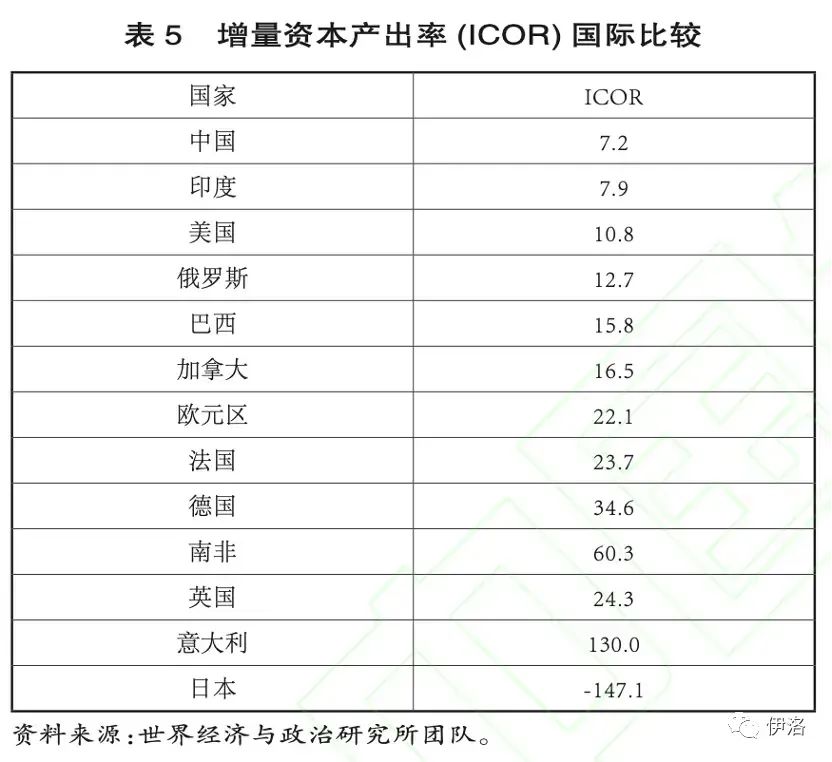 表 5 增量资本产出率 (ICOR) 国际比较
国家 ICOR
中国 7.2
印度 7.9
美国 10.8
俄罗斯 12.7
巴西 15.8
加拿大 16.5
欧元区 22.1
法国 23.7
德国 34.6
南非 60.3
英国 24.3
意大利 130.0
日本 -147.1
资料来源:世界经济与政治研究所团队。
伊洛